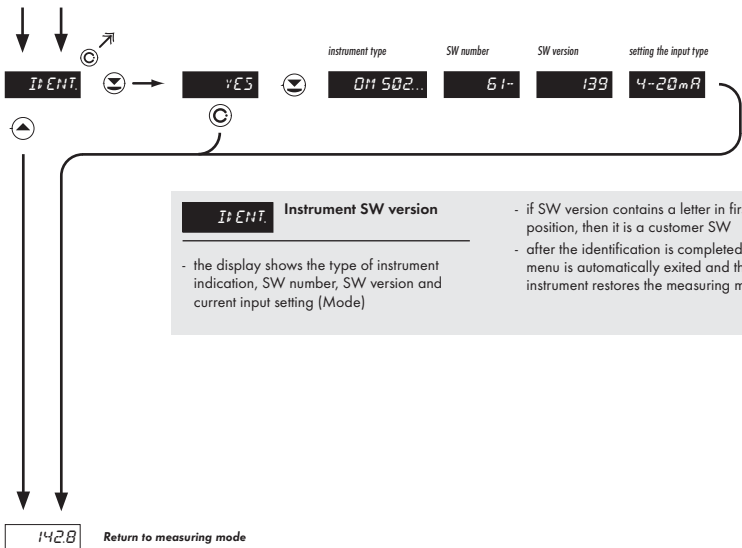 instrument type SW number SW version setting the input type
IDENT. YES OM 502... 61- 139 4-20mA
C
C
IDENT. Instrument SW version
- the display shows the type of instrument
indication, SW number, SW version and
current input setting (Mode)
- if SW version contains a letter in
position, then it is a customer SW
- after the identification is completed
menu is automatically exited and
instrument restores the measuring
142.8 Return to measuring mode